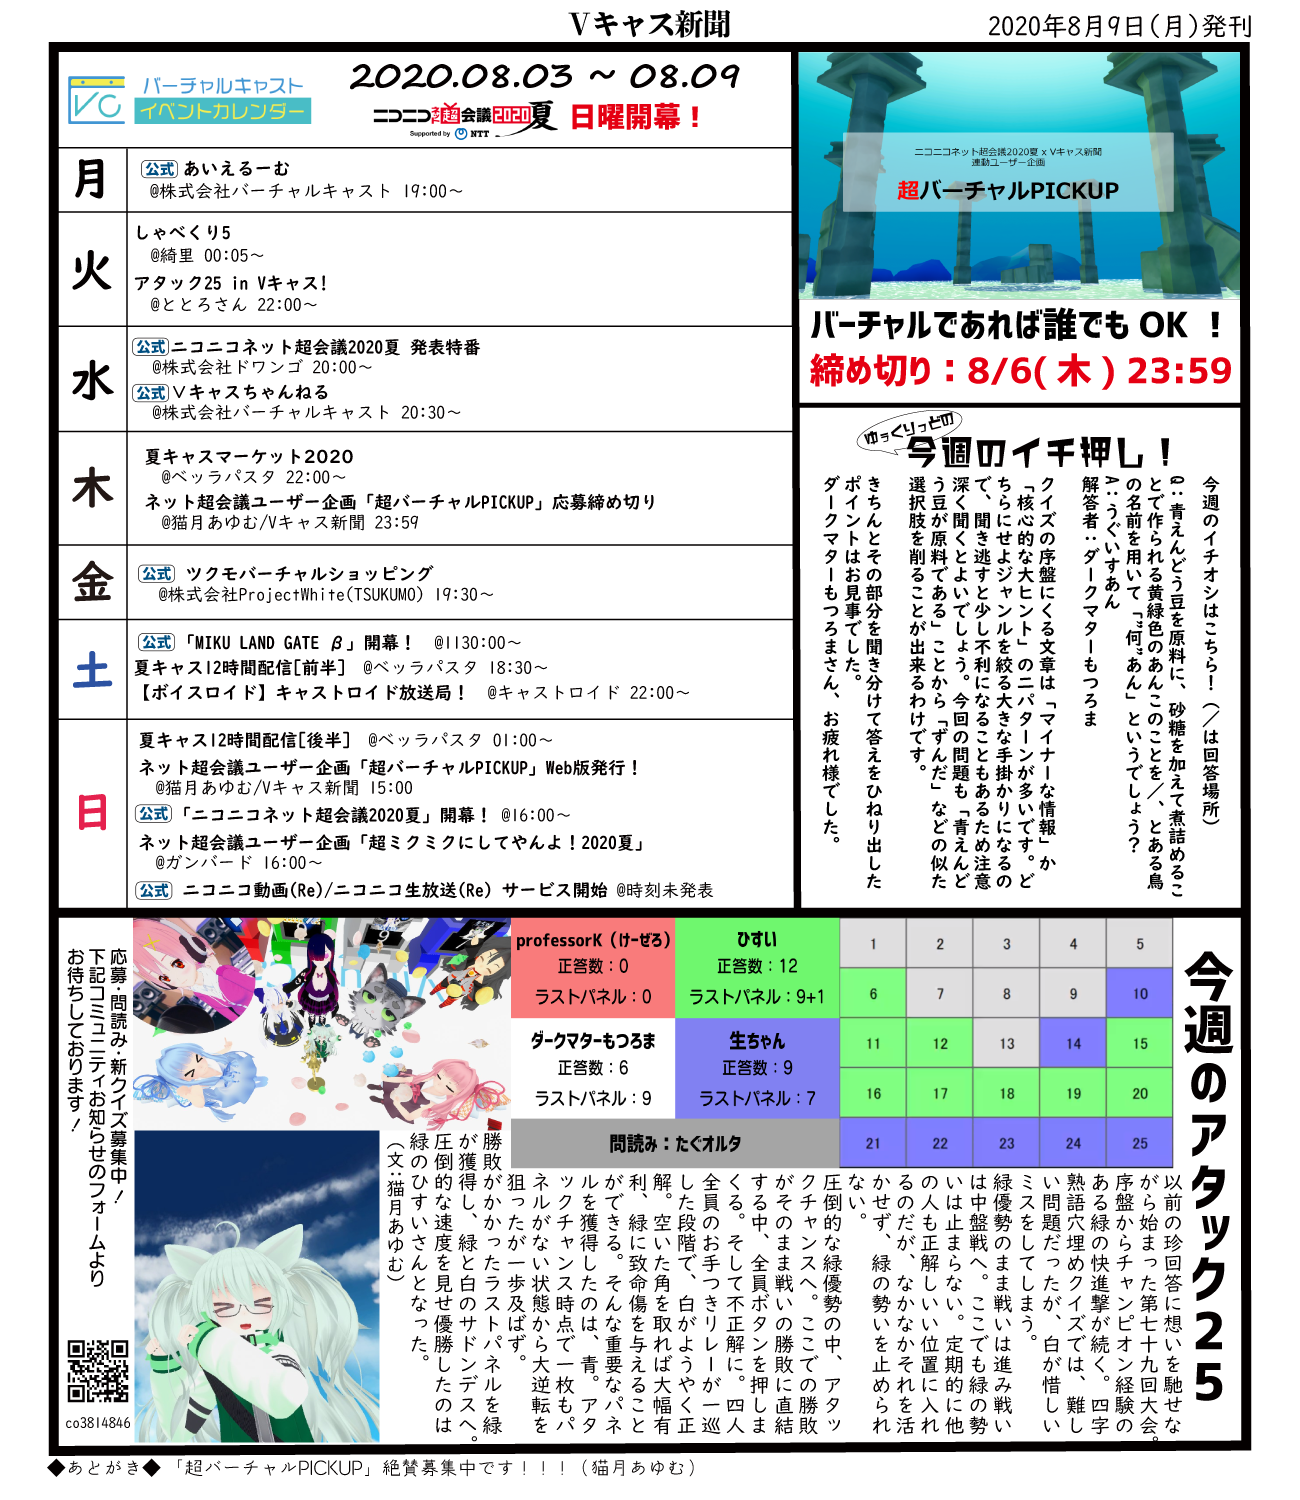 Vキャス新聞
2020年8月9日(月)発刊
VC
バーチャルキャスト
イベントカレンダー
2020.08.03 ～ 08.09
ニコニコネット超会議2020夏 日曜開幕！
Supported by NTT
月
公式 あいえるーむ
@株式会社バーチャルキャスト 19:00～
火
しゃべくり5
@綺里 00:05～
アタック25 in Vキャス!
@ととろさん 22:00～
水
公式 ニコニコネット超会議2020夏 発表特番
@株式会社ドワンゴ 20:00～
公式 Vキャスちゃんねる
@株式会社バーチャルキャスト 20:30～
木
夏キャスマーケット2020
@ベッラパスタ 22:00～
ネット超会議ユーザー企画「超バーチャルPICKUP」応募締め切り
@猫月あゆむ/Vキャス新聞 23:59
金
公式 ツクモバーチャルショッピング
@株式会社ProjectWhite(TSUKUMO) 19:30～
土
公式 「MIKU LAND GATE β」開幕！ @1130:00～
夏キャス12時間配信[前半] @ベッラパスタ 18:30～
【ボイスロイド】キャストロイド放送局！ @キャストロイド 22:00～
日
夏キャス12時間配信[後半] @ベッラパスタ 01:00～
ネット超会議ユーザー企画「超バーチャルPICKUP」Web版発行！
@猫月あゆむ/Vキャス新聞 15:00
公式 「ニコニコネット超会議2020夏」開幕！ @16:00～
ネット超会議ユーザー企画「超ミクミクにしてやんよ！2020夏」
@ガンバード 16:00～
公式 ニコニコ動画(Re)/ニコニコ生放送(Re) サービス開始 @時刻未発表
ニコニコネット超会議2020夏 x Vキャス新聞
連動ユーザー企画
超バーチャルPICKUP
バーチャルであれば誰でも OK ！
締め切り：8/6( 木 ) 23:59
ゆっくりっどの
今週のイチ押し！
今週のイチオシはこちら！（／は回答場所）
Q：青えんどう豆を原料に、砂糖を加えて煮詰めるこ
とで作られる黄緑色のあんこのことを／、とある鳥
の名前を用いて「”何”あん」というでしょう？
A：うぐいすあん
解答者：ダークマターもつろま
クイズの序盤にくる文章は「マイナーな情報」か
「核心的な大ヒント」の二パターンが多いです。ど
ちらにせよジャンルを絞る大きな手掛かりになるの
で、聞き逃すと少し不利になることもあるため注意
深く聞くとよいでしょう。今回の問題も「青えんど
う豆が原料である」ことから「ずんだ」などの似た
選択肢を削ることが出来るわけです。
きちんとその部分を聞き分けて答えをひねり出した
ポイントはお見事でした。
ダークマターもつろまさん、お疲れ様でした。
今週のアタック25
professorK（けーぜろ）
正答数：0
ラストパネル：0
ひすい
正答数：12
ラストパネル：9+1
ダークマターもつろま
正答数：6
ラストパネル：9
生ちゃん
正答数：9
ラストパネル：7
問読み：たぐオルタ
1 2 3 4 5
6 7 8 9 10
11 12 13 14 15
16 17 18 19 20
21 22 23 24 25
以前の珍回答に想いを馳せな
がら始まった第七十九回大会。
序盤からチャンピオン経験の
ある緑の快進撃が続く。四字
熟語穴埋めクイズでは、難し
い問題だったが、白が惜しい
ミスをしてしまう。
緑優勢のまま戦いは進み戦い
は中盤戦へ。ここでも緑の勢
いは止まらない。定期的に他
の人も正解しいい位置に入れ
るのだが、なかなかそれを活
かせず、緑の勢いを止められ
ない。
圧倒的な緑優勢の中、アタッ
クチャンスへ。ここでの勝敗
がそのまま戦いの勝敗に直結
する中、全員ボタンを押しま
くる。そして不正解に。四人
全員のお手つきリレーが一巡
した段階で、白がようやく正
解。空いた角を取れば大幅有
利、緑に致命傷を与えること
ができる。そんな重要なパネ
ルを獲得したのは、青。アタ
ックチャンス時点で一枚もパ
ネルがない状態から大逆転を
狙ったが一歩及ばず。
勝敗がかかったラストパネルを緑
が獲得し、緑と白のサドンデスへ。
圧倒的な速度を見せ優勝したのは
緑のひすいさんとなった。
（文：猫月あゆむ）
応募・問読み・新クイズ募集中！
下記コミュニティお知らせのフォームより
お待ちしております！
co3814846
◆あとがき◆ 「超バーチャルPICKUP」絶賛募集中です！！！（猫月あゆむ）